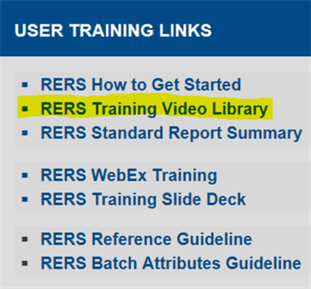 USER TRAINING LINKS
RERS How to Get Started
RERS Training Video Library
RERS Standard Report Summary
RERS WebEx Training
RERS Training Slide Deck
RERS Reference Guideline
RERS Batch Attributes Guideline